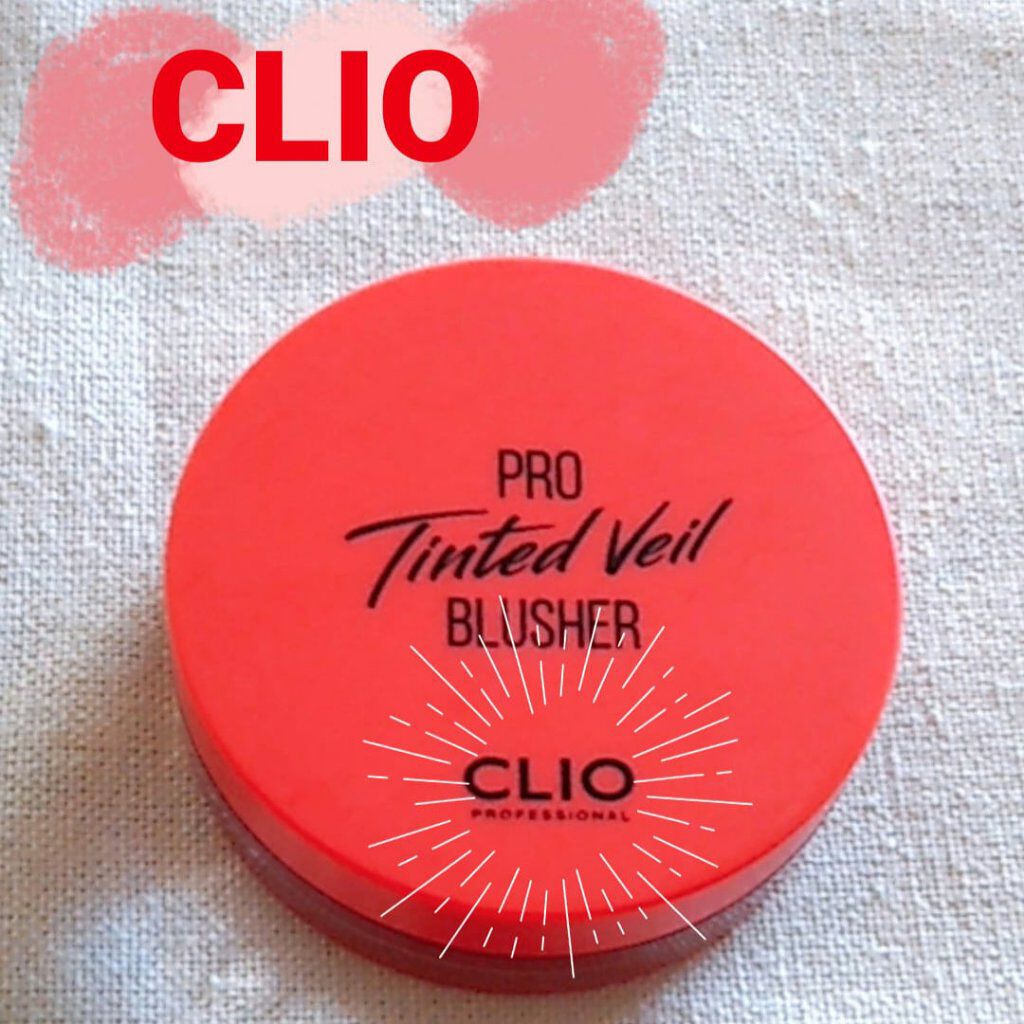 CLIO
PRO
Tinted Veil
BLUSHER
CLIO
PROFESSIONAL